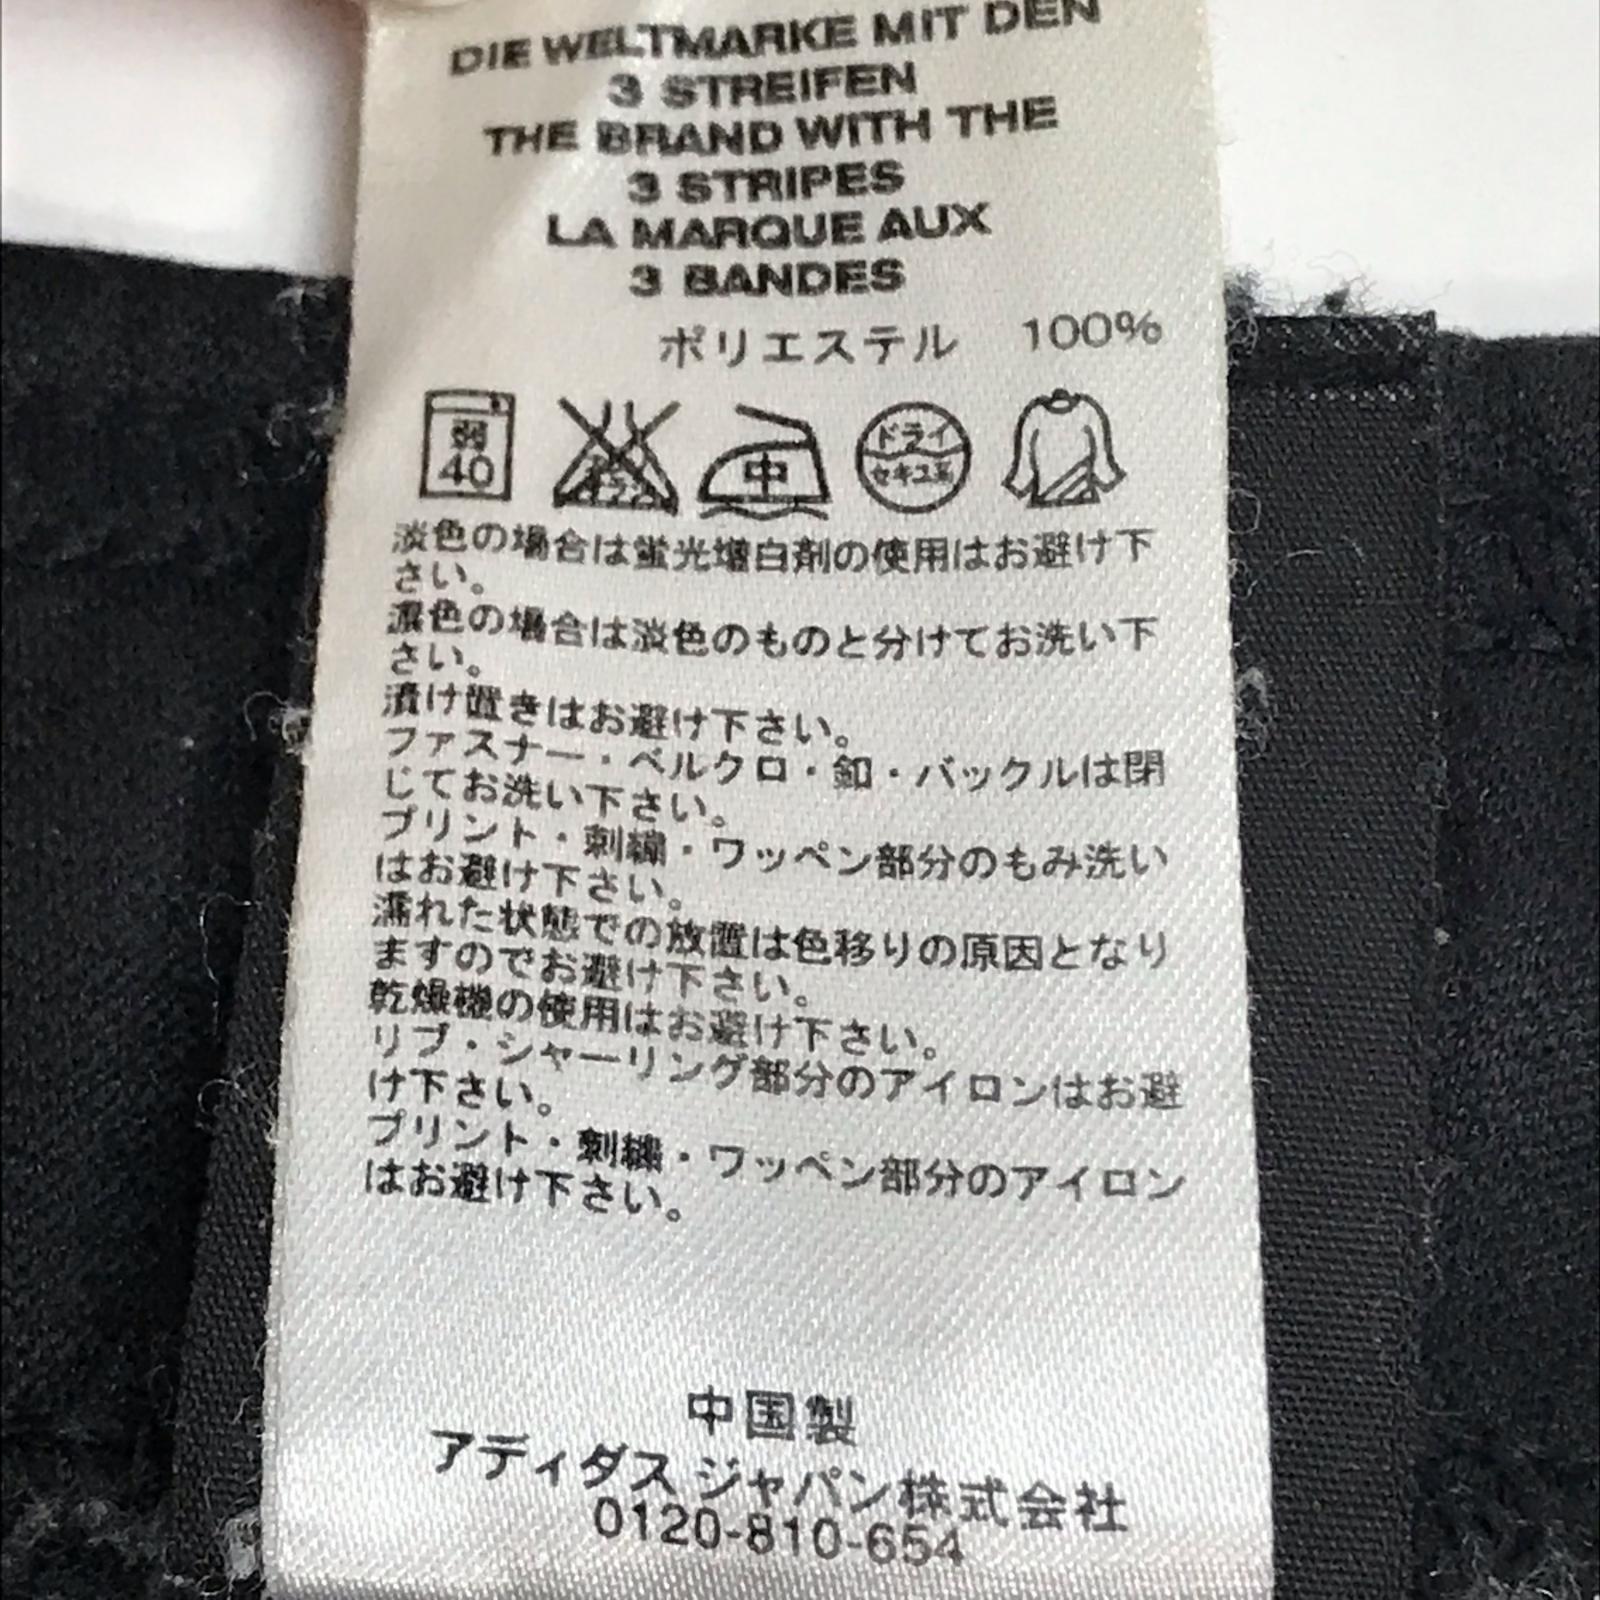 DIE WELTMARKE MIT DEN
3 STREIFEN
THE BRAND WITH THE
3 STRIPES
LA MARQUE AUX
3 BANDES
ポリエステル 100%
弱 40 エンソ サラシ 中 ドライ セキユ系
淡色の場合は蛍光増白剤の使用はお避け下
さい。
濃色の場合は淡色のものと分けてお洗い下
さい。
漬け置きはお避け下さい。
ファスナー・ベルクロ・釦・バックルは閉
じてお洗い下さい。
プリント・刺繍・ワッペン部分のもみ洗い
はお避け下さい。
濡れた状態での放置は色移りの原因となり
ますのでお避け下さい。
乾燥機の使用はお避け下さい。
リブ・シャーリング部分のアイロンはお避
け下さい。
プリント・刺繍・ワッペン部分のアイロン
はお避け下さい。
中国製
アディダス ジャパン株式会社
0120-810-654